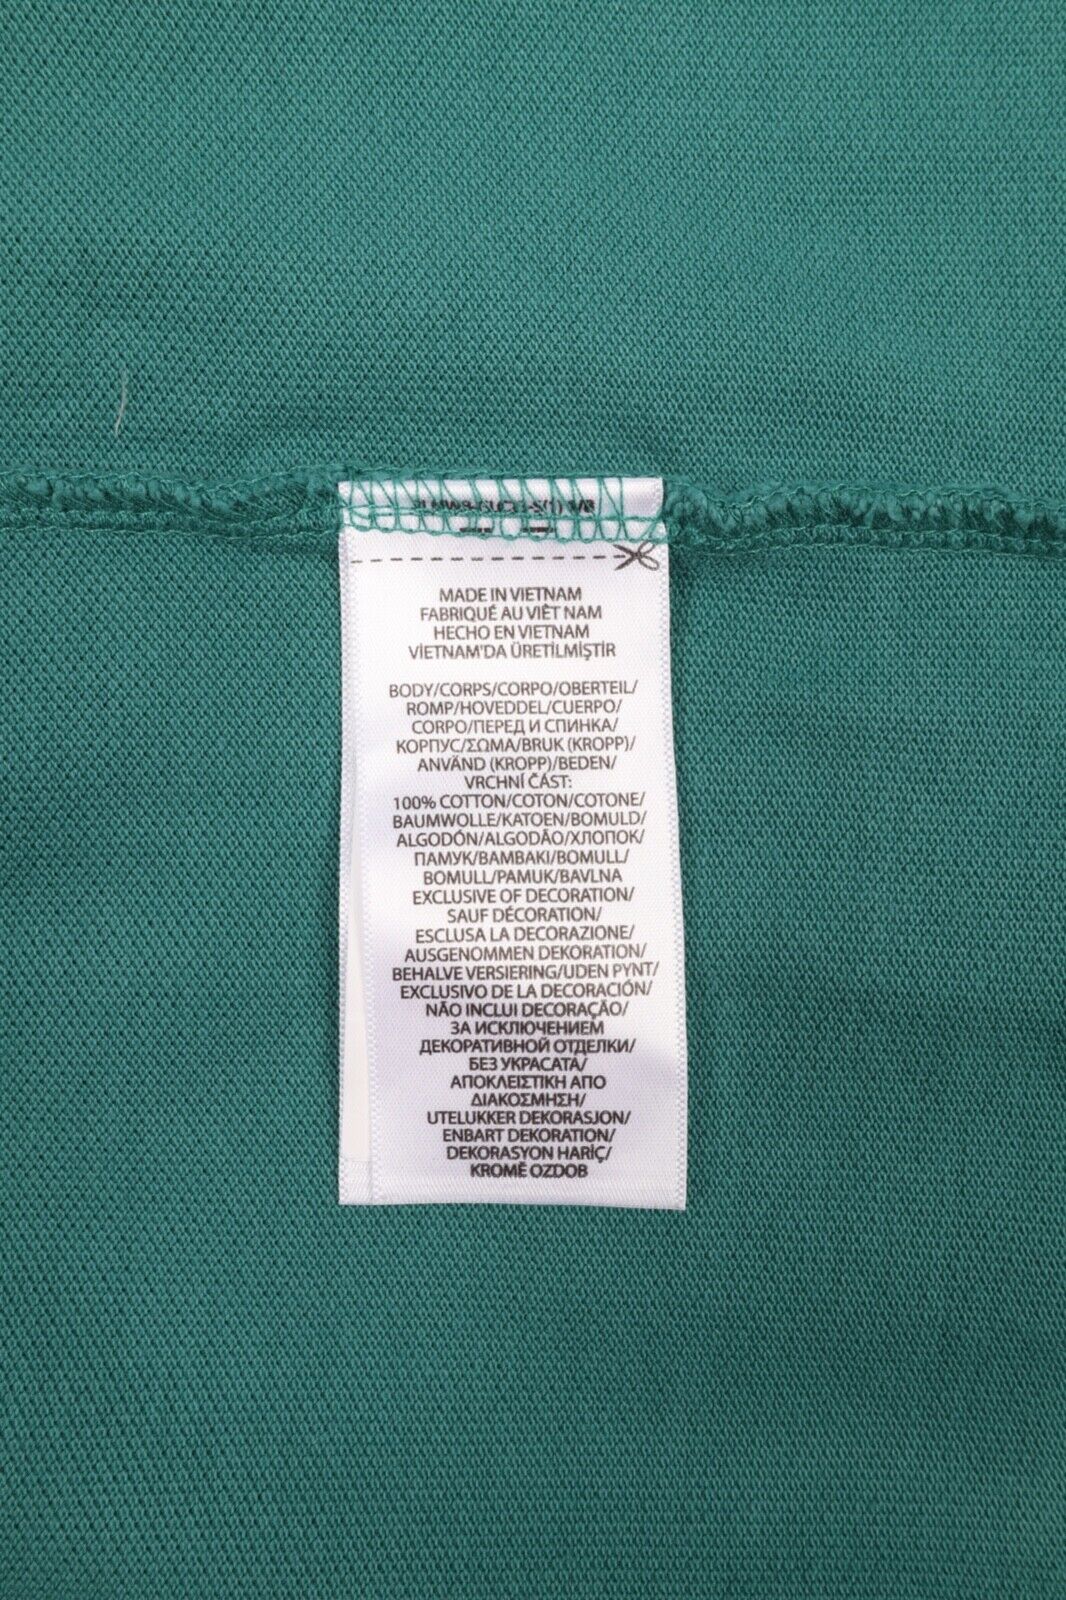 MADE IN VIETNAM
FABRIQUÉ AU VIÊT NAM
HECHO EN VIETNAM
VİETNAM'DA ÜRETİLMİŞTİR
BODY/CORPS/CORPO/OBERTEIL/
ROMP/HOVEDDEL/CUERPO/
CORPO/ПЕРЕД И СПИНКА/
КОРПУС/ΣΩΜΑ/BRUK (KROPP)/
ANVÄND (KROPP)/BEDEN/
VRCHNÍ ČÁST:
100% COTTON/COTON/COTONE/
BAUMWOLLE/KATOEN/BOMULD/
ALGODÓN/ALGODÃO/ХЛОПОК/
ПАМУК/ΒΑΜΒΑΚΙ/BOMULL/
BOMULL/PAMUK/BAVLNA
EXCLUSIVE OF DECORATION/
SAUF DÉCORATION/
ESCLUSA LA DECORAZIONE/
AUSGENOMMEN DEKORATION/
BEHALVE VERSIERING/UDEN PYNT/
EXCLUSIVO DE LA DECORACIÓN/
NÃO INCLUI DECORAÇÃO/
ЗА ИСКЛЮЧЕНИЕМ
ДЕКОРАТИВНОЙ ОТДЕЛКИ/
БЕЗ УКРАСАТА/
ΑΠΟΚΛΕΙΣΤΙΚΗ ΑΠΟ
ΔΙΑΚΟΣΜΗΣΗ/
UTELUKKER DEKORASJON/
ENBART DEKORATION/
DEKORASYON HARİÇ/
KROMĚ OZDOB